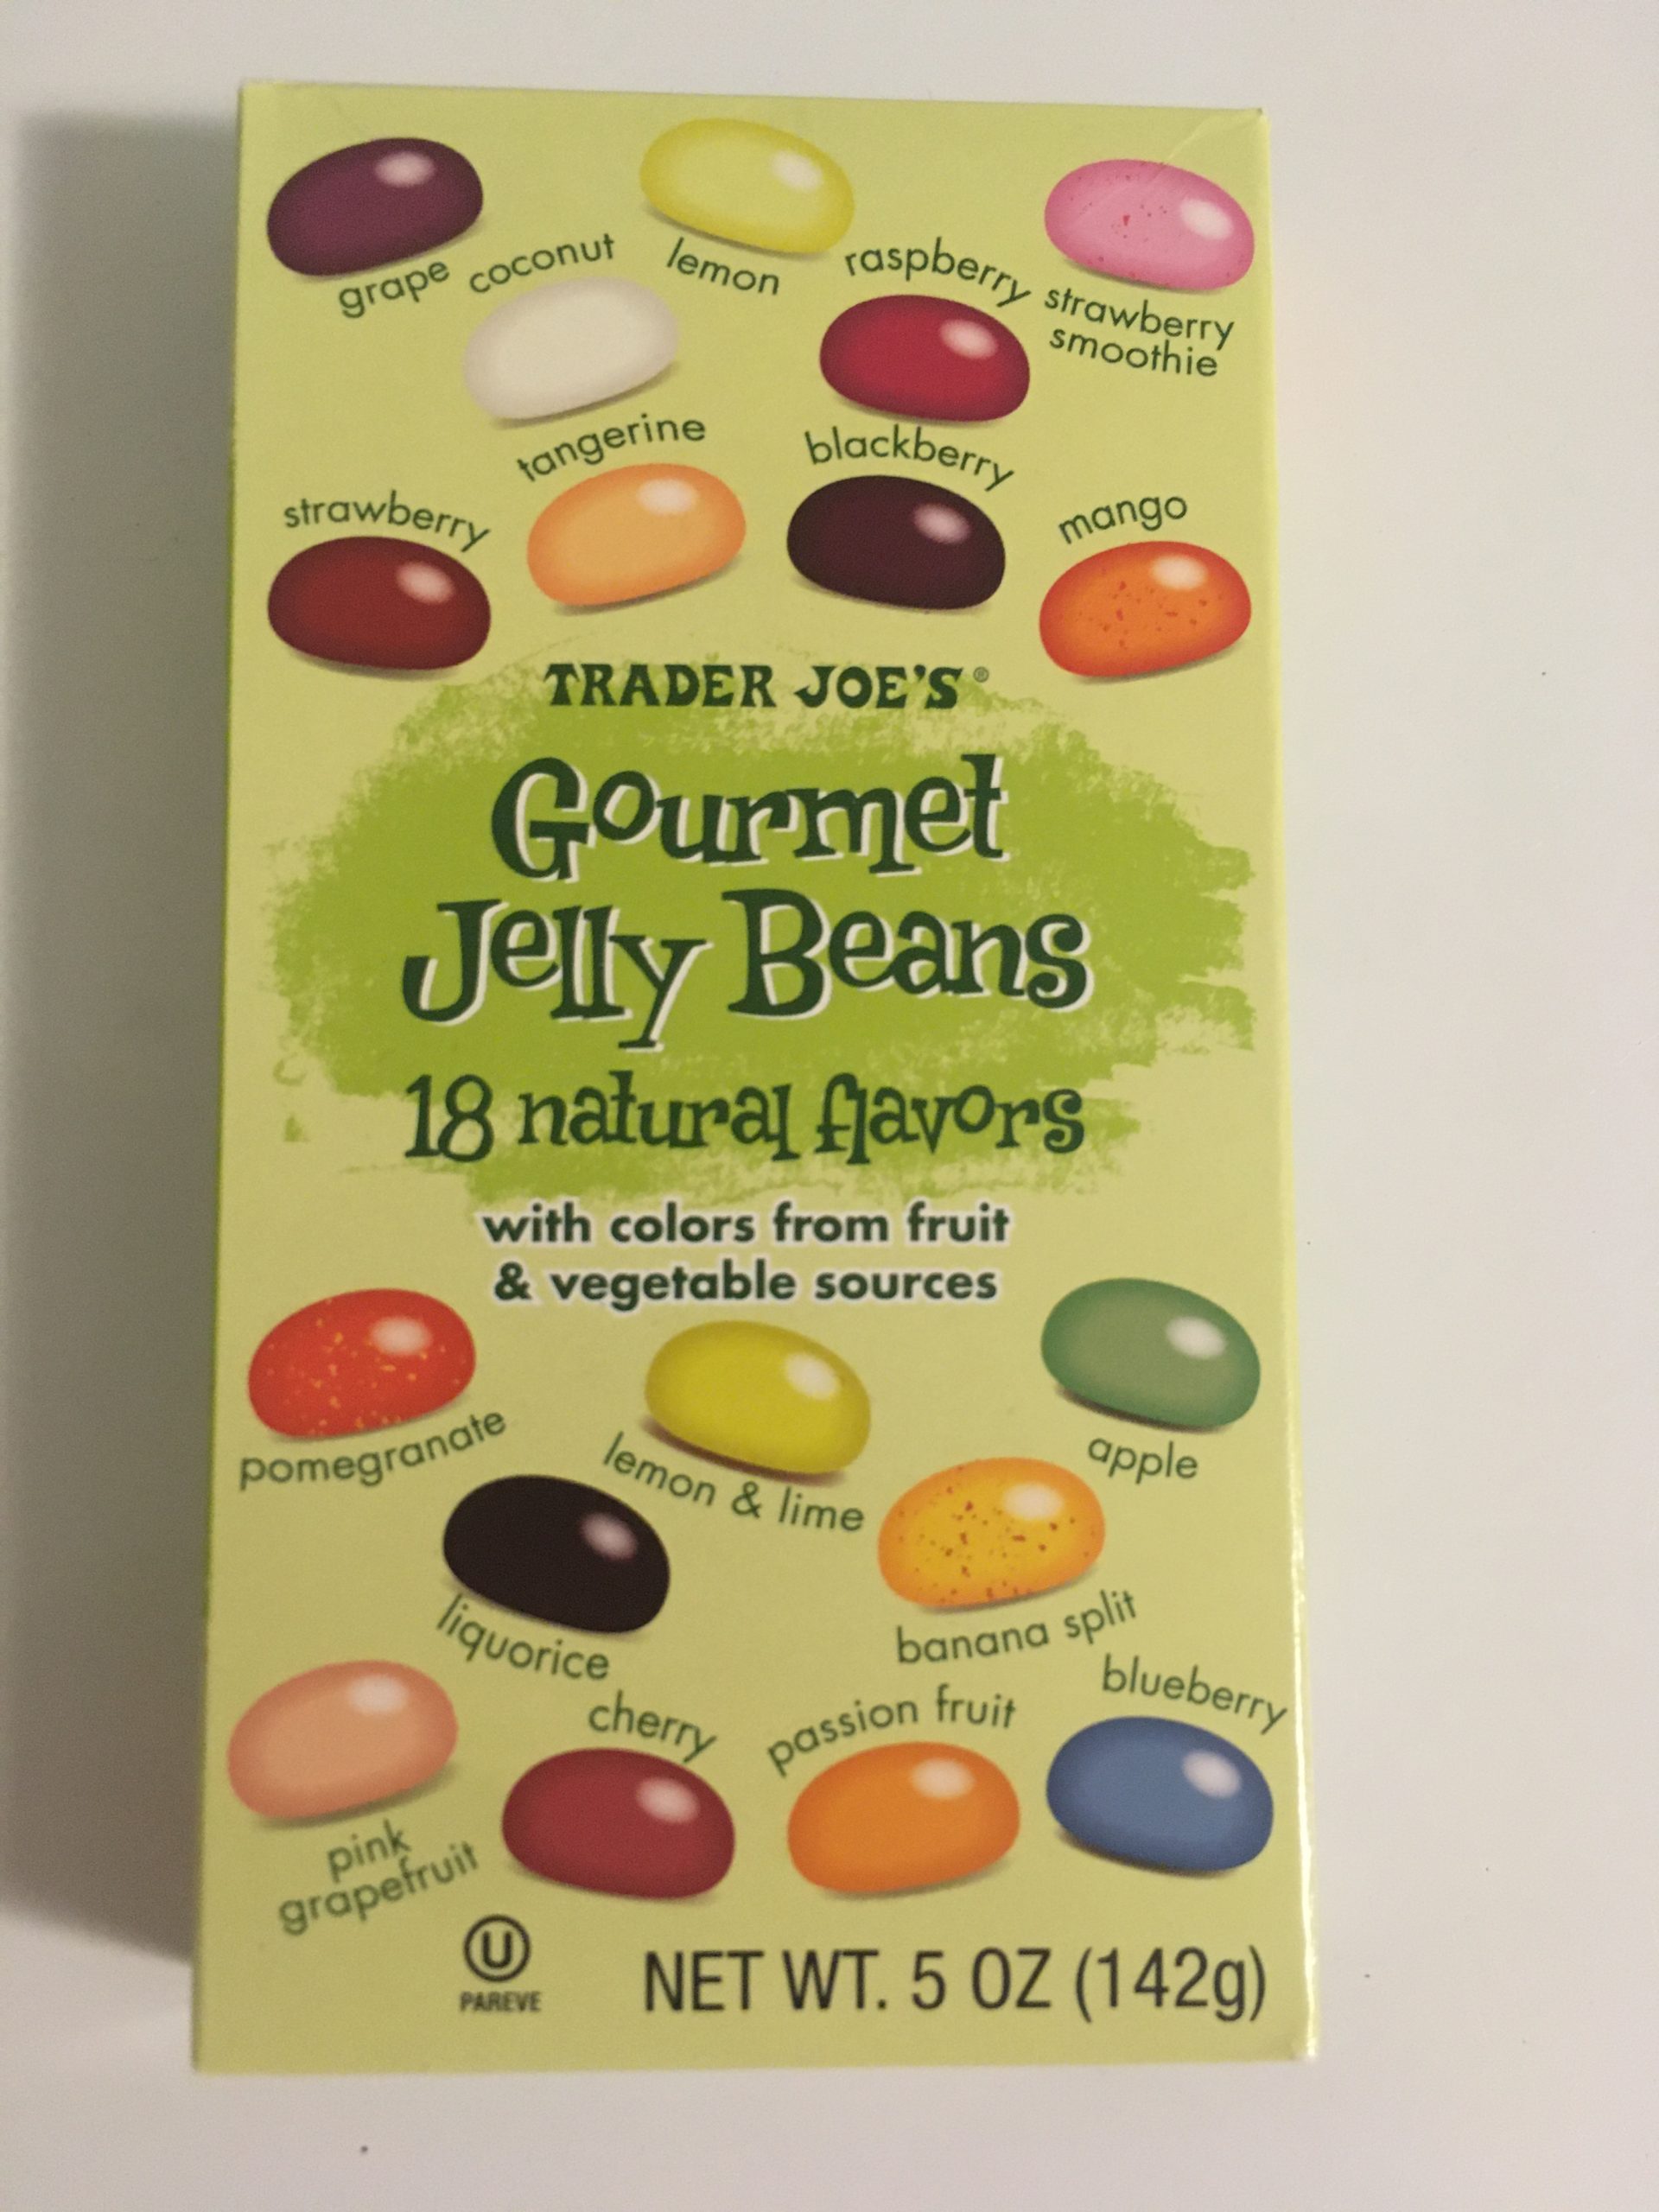 grape
coconut
lemon
raspberry
strawberry
smoothie
tangerine
blackberry
strawberry
mango
TRADER JOE'S®
Gourmet
Jelly Beans
18 natural flavors
with colors from fruit
& vegetable sources
pomegranate
lemon & lime
apple
liquorice
banana split
pink
grapefruit
cherry
passion fruit
blueberry
U
PAREVE
NET WT. 5 OZ (142g)